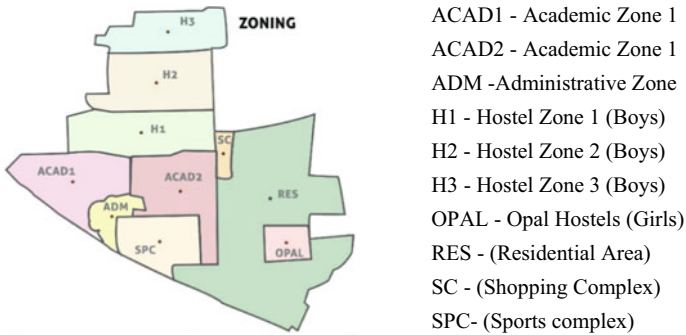 ZONING
H3
H2
H1
SC
ACAD1
ACAD2
RES
ADM
SPC
OPAL
ACAD1 - Academic Zone 1
ACAD2 - Academic Zone 1
ADM -Administrative Zone
H1 - Hostel Zone 1 (Boys)
H2 - Hostel Zone 2 (Boys)
H3 - Hostel Zone 3 (Boys)
OPAL - Opal Hostels (Girls)
RES - (Residential Area)
SC - (Shopping Complex)
SPC- (Sports complex)